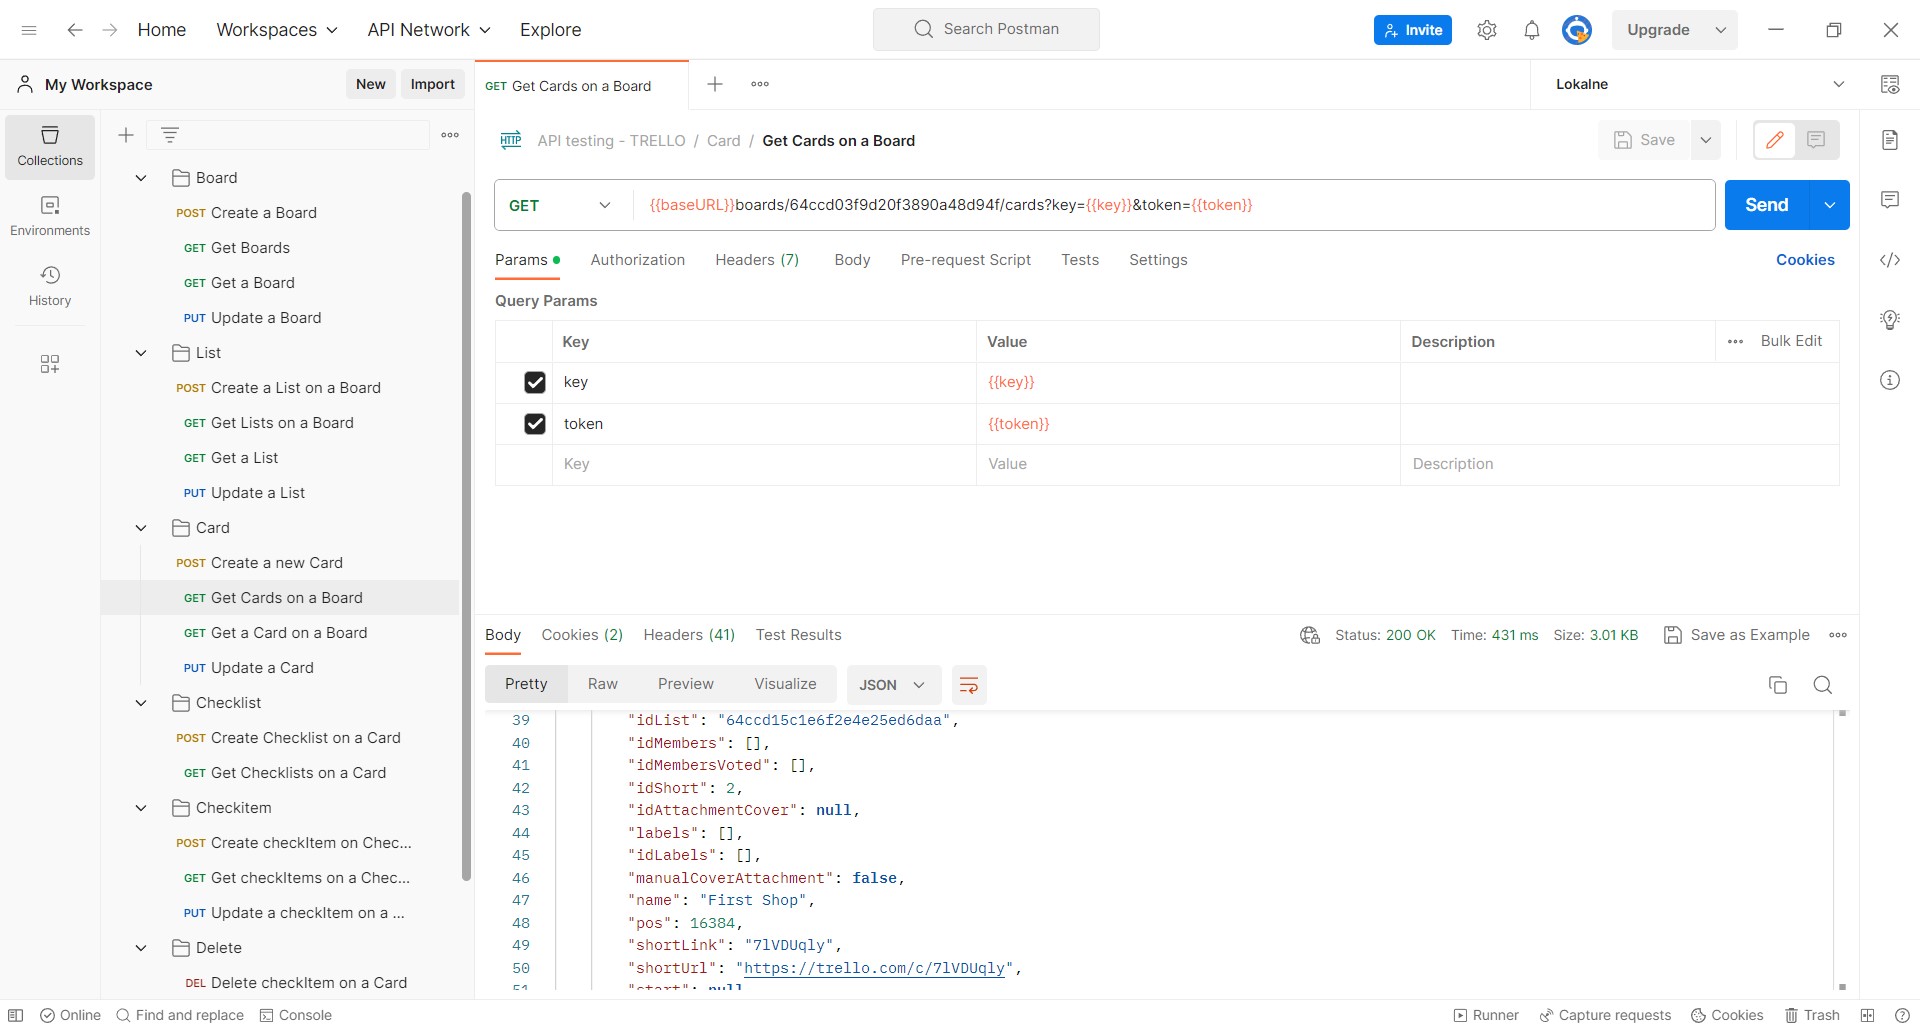 Home Workspaces API Network Explore Search Postman Invite Upgrade
My Workspace New Import GET Get Cards on a Board Lokalne
Collections
Environments
History
Board
POST Create a Board
GET Get Boards
GET Get a Board
PUT Update a Board
List
POST Create a List on a Board
GET Get Lists on a Board
GET Get a List
PUT Update a List
Card
POST Create a new Card
GET Get Cards on a Board
GET Get a Card on a Board
PUT Update a Card
Checklist
POST Create Checklist on a Card
GET Get Checklists on a Card
Checkitem
POST Create checkItem on Chec...
GET Get checkItems on a Chec...
PUT Update a checkItem on a ...
Delete
DEL Delete checkItem on a Card
HTTP API testing - TRELLO / Card / Get Cards on a Board Save
GET {{baseURL}}boards/64ccd03f9d20f3890a48d94f/cards?key={{key}}&token={{token}} Send
Params Authorization Headers (7) Body Pre-request Script Tests Settings Cookies
Query Params
Key Value Description Bulk Edit
key {{key}}
token {{token}}
Key Value Description
Body Cookies (2) Headers (41) Test Results Status: 200 OK Time: 431 ms Size: 3.01 KB Save as Example
Pretty Raw Preview Visualize JSON
39 "idList": "64ccd15c1e6f2e4e25ed6daa",
40 "idMembers": [],
41 "idMembersVoted": [],
42 "idShort": 2,
43 "idAttachmentCover": null,
44 "labels": [],
45 "idLabels": [],
46 "manualCoverAttachment": false,
47 "name": "First Shop",
48 "pos": 16384,
49 "shortLink": "7lVDUqly",
50 "shortUrl": "https://trello.com/c/7lVDUqly",
51 "start": null
Online Find and replace Console Runner Capture requests Cookies Trash